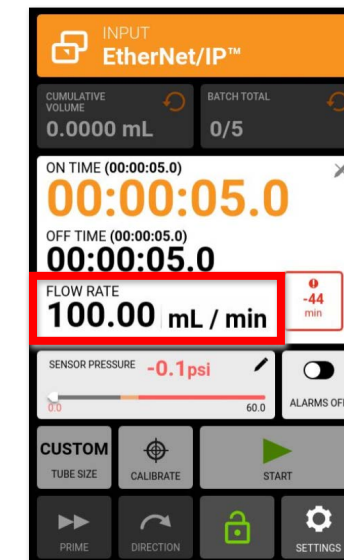 INPUT
EtherNet/IP™
CUMULATIVE
VOLUME
0.0000 mL
BATCH TOTAL
0/5
ON TIME (00:00:05.0)
00:00:05.0
OFF TIME (00:00:05.0)
00:00:05.0
FLOW RATE
100.00 mL / min
-44
min
SENSOR PRESSURE -0.1psi
0.0 60.0
ALARMS OFF
CUSTOM
TUBE SIZE
CALIBRATE
START
PRIME
DIRECTION
SETTINGS